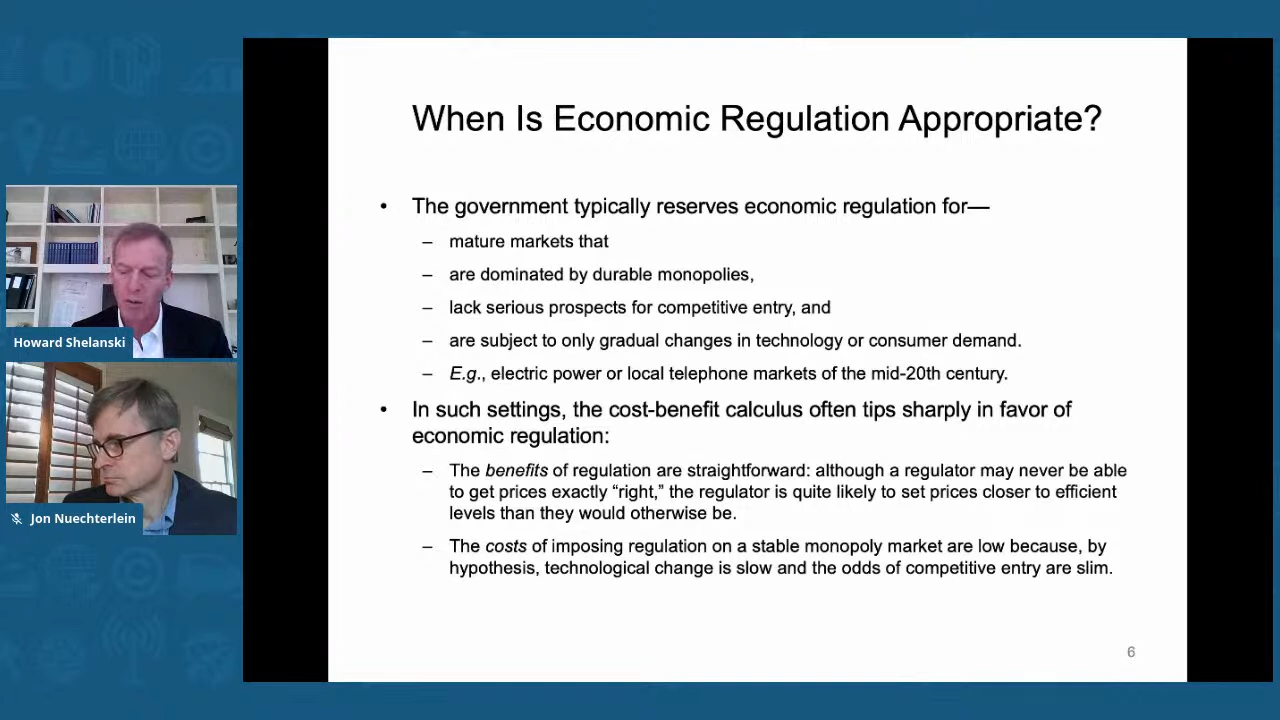 When Is Economic Regulation Appropriate?
• The government typically reserves economic regulation for—
– mature markets that
– are dominated by durable monopolies,
– lack serious prospects for competitive entry, and
– are subject to only gradual changes in technology or consumer demand.
– E.g., electric power or local telephone markets of the mid-20th century.
• In such settings, the cost-benefit calculus often tips sharply in favor of
economic regulation:
– The benefits of regulation are straightforward: although a regulator may never be able
to get prices exactly “right,” the regulator is quite likely to set prices closer to efficient
levels than they would otherwise be.
– The costs of imposing regulation on a stable monopoly market are low because, by
hypothesis, technological change is slow and the odds of competitive entry are slim.
6
Howard Shelanski
Jon Nuechterlein